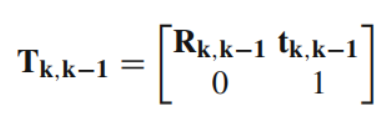 T_{k,k−1} = [ R_{k,k−1} t_{k,k−1}
0 1 ]